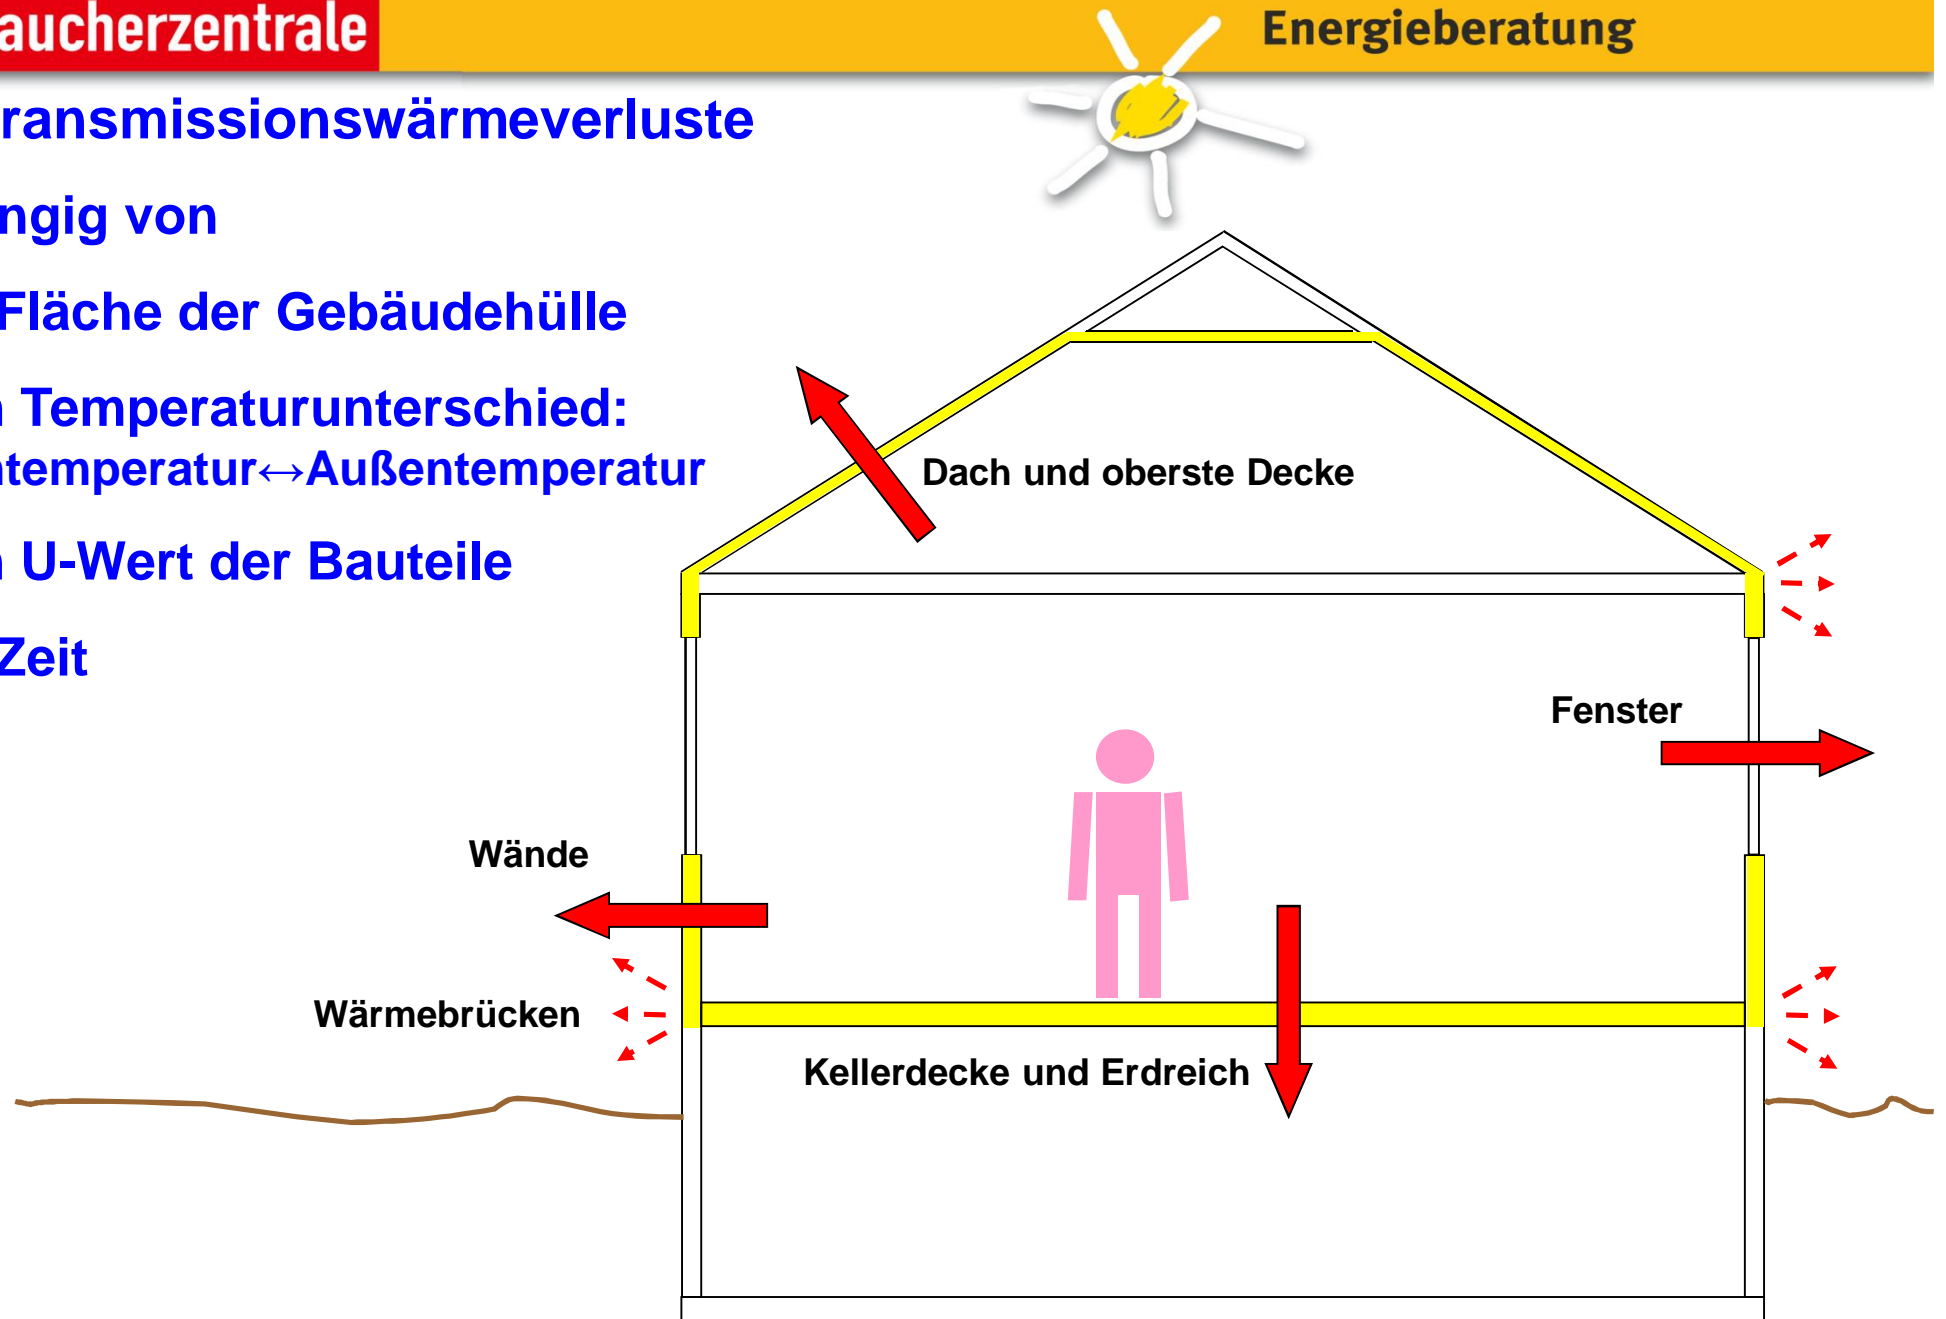 aucherzentrale
Energieberatung
ransmissionswärmeverluste
ngig von
Fläche der Gebäudehülle
n Temperaturunterschied:
ntemperatur↔Außentemperatur
n U-Wert der Bauteile
Zeit
Dach und oberste Decke
Fenster
Wände
Wärmebrücken
Kellerdecke und Erdreich